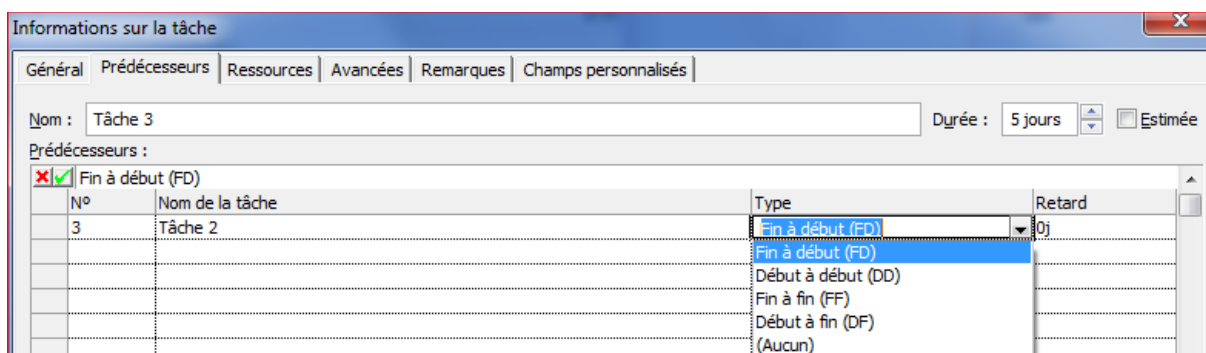 Informations sur la tâche
Général Prédécesseurs Ressources Avancées Remarques Champs personnalisés
Nom : Tâche 3 Durée : 5 jours Estimée
Prédécesseurs :
Fin à début (FD)
N° Nom de la tâche Type Retard
3 Tâche 2 Fin à début (FD) 0j
Fin à début (FD)
Début à début (DD)
Fin à fin (FF)
Début à fin (DF)
(Aucun)